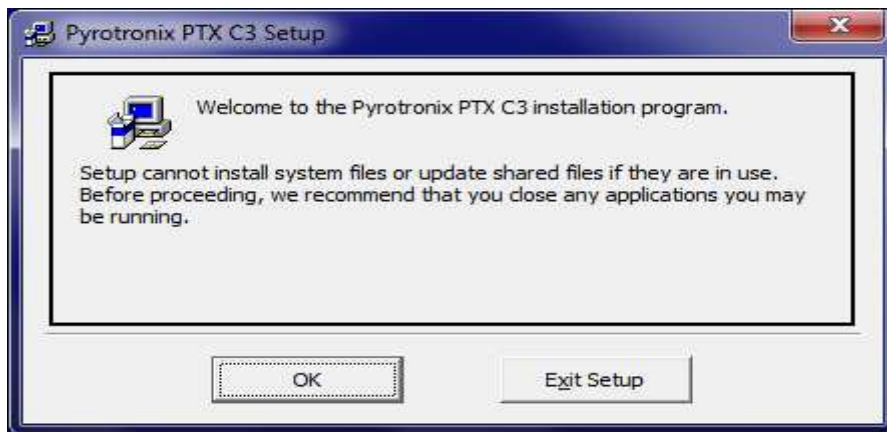 Pyrotronix PTX C3 Setup
Welcome to the Pyrotronix PTX C3 installation program.
Setup cannot install system files or update shared files if they are in use.
Before proceeding, we recommend that you close any applications you may
be running.
OK
Exit Setup